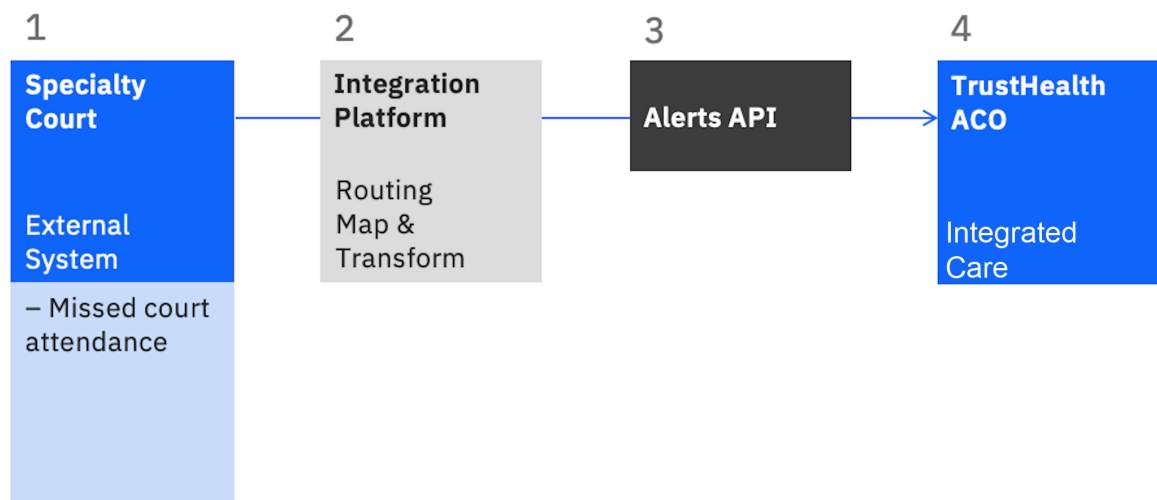 1
2
3
4
Specialty
Court
External
System
– Missed court
attendance
Integration
Platform
Routing
Map &
Transform
Alerts API
TrustHealth
ACO
Integrated
Care